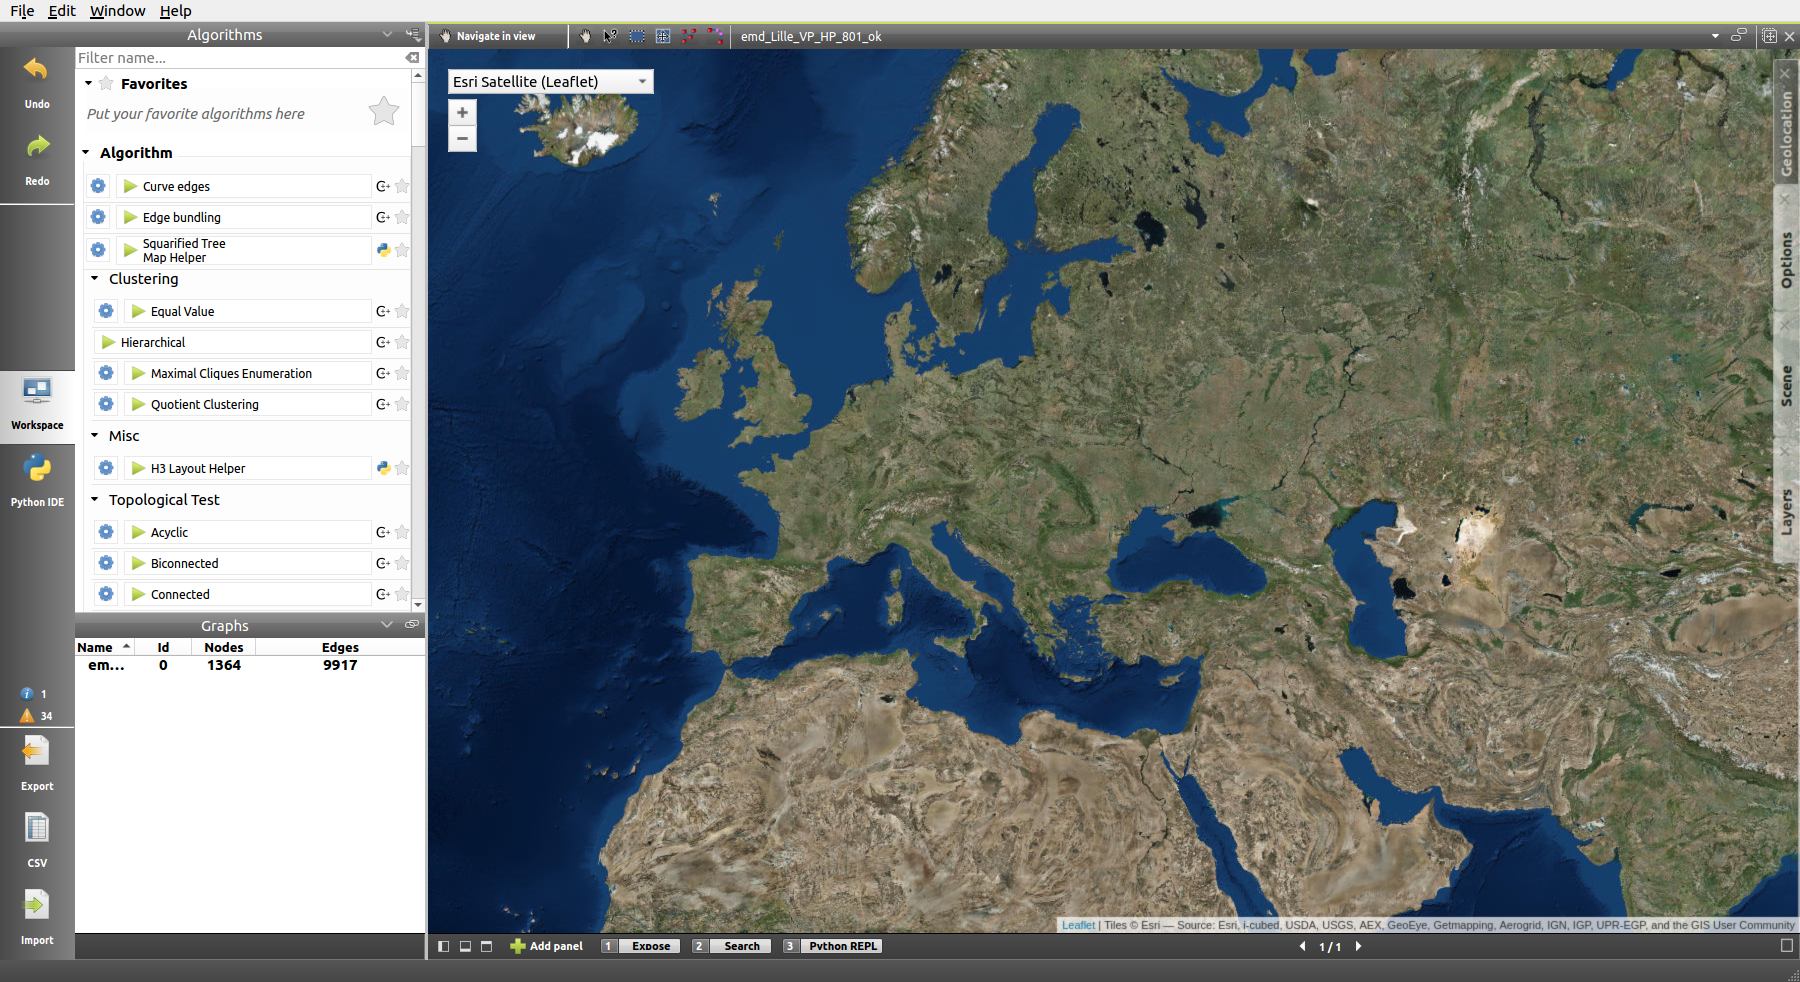 File Edit Window Help
Algorithms
Navigate in view
emd_Lille_VP_HP_801_ok
Undo
Redo
Workspace
Python IDE
1
34
Export
CSV
Import
Filter name...
Favorites
Put your favorite algorithms here
Algorithm
Curve edges
C+
Edge bundling
C+
Squarified Tree
Map Helper
Clustering
Equal Value
C+
Hierarchical
C+
Maximal Cliques Enumeration
C+
Quotient Clustering
C+
Misc
H3 Layout Helper
Topological Test
Acyclic
C+
Biconnected
C+
Connected
C+
Graphs
Name Id Nodes Edges
em... 0 1364 9917
Esri Satellite (Leaflet)
+
−
Geolocation
Options
Scene
Layers
Leaflet | Tiles © Esri — Source: Esri, i-cubed, USDA, USGS, AEX, GeoEye, Getmapping, Aerogrid, IGN, IGP, UPR-EGP, and the GIS User Community
Add panel
1 Expose
2 Search
3 Python REPL
1 / 1